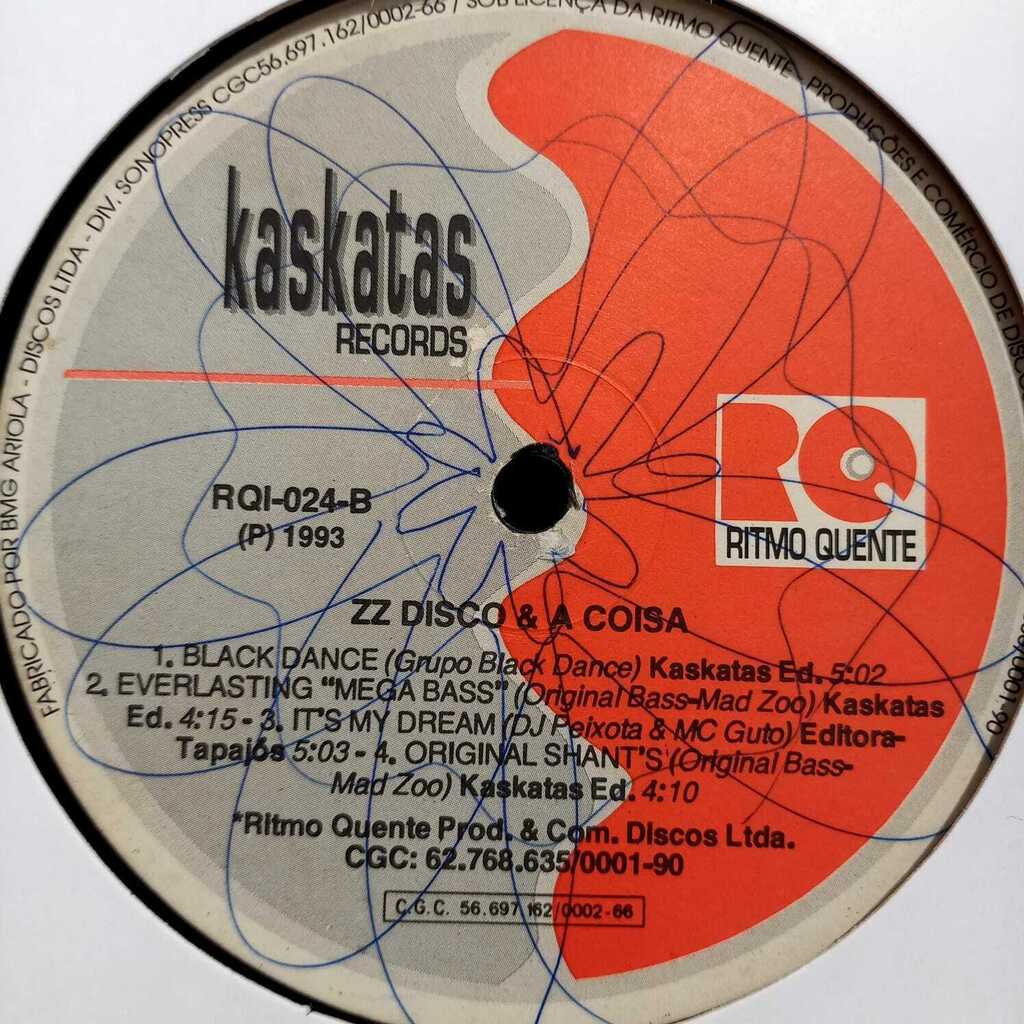 FABRICADO POR BMG ARIOLA - DISCOS LTDA - DIV. SONOPRESS CGC56.697.162/0002-66 / SOB LICENÇA DA RITMO QUENTE - PRODUÇÕES E COMÉRCIO DE DISCO
/0001-90
kaskatas
RECORDS
RQ
RITMO QUENTE
RQI-024-B
(P) 1993
ZZ DISCO & A COISA
1. BLACK DANCE (Grupo Black Dance) Kaskatas Ed. 5:02
2. EVERLASTING "MEGA BASS" (Original Bass-Mad Zoo) Kaskatas
Ed. 4:15 - 3. IT'S MY DREAM (DJ Peixota & MC Guto) Editora-
Tapajós 5:03 - 4. ORIGINAL SHANT'S (Original Bass-
Mad Zoo) Kaskatas Ed. 4:10
*Ritmo Quente Prod. & Com. Discos Ltda.
CGC: 62.768.635/0001-90
C.G.C. 56.697.162/0002-66